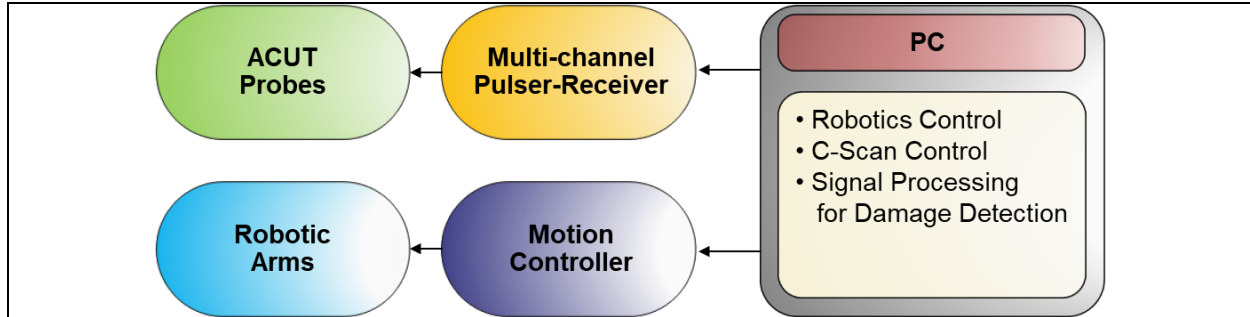 ACUT
Probes
Multi-channel
Pulser-Receiver
PC
• Robotics Control
• C-Scan Control
• Signal Processing
for Damage Detection
Robotic
Arms
Motion
Controller